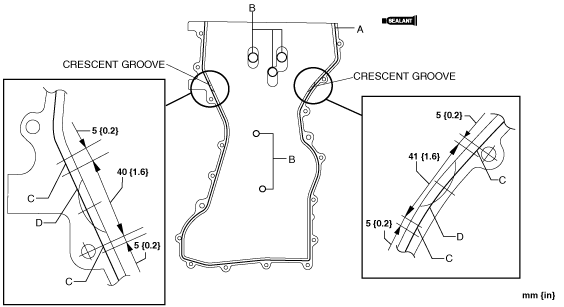 B
A
SEALANT
CRESCENT GROOVE
CRESCENT GROOVE
5 {0.2}
40 {1.6}
C
D
5 {0.2}
C
B
5 {0.2}
41 {1.6}
C
5 {0.2}
D
C
mm {in}